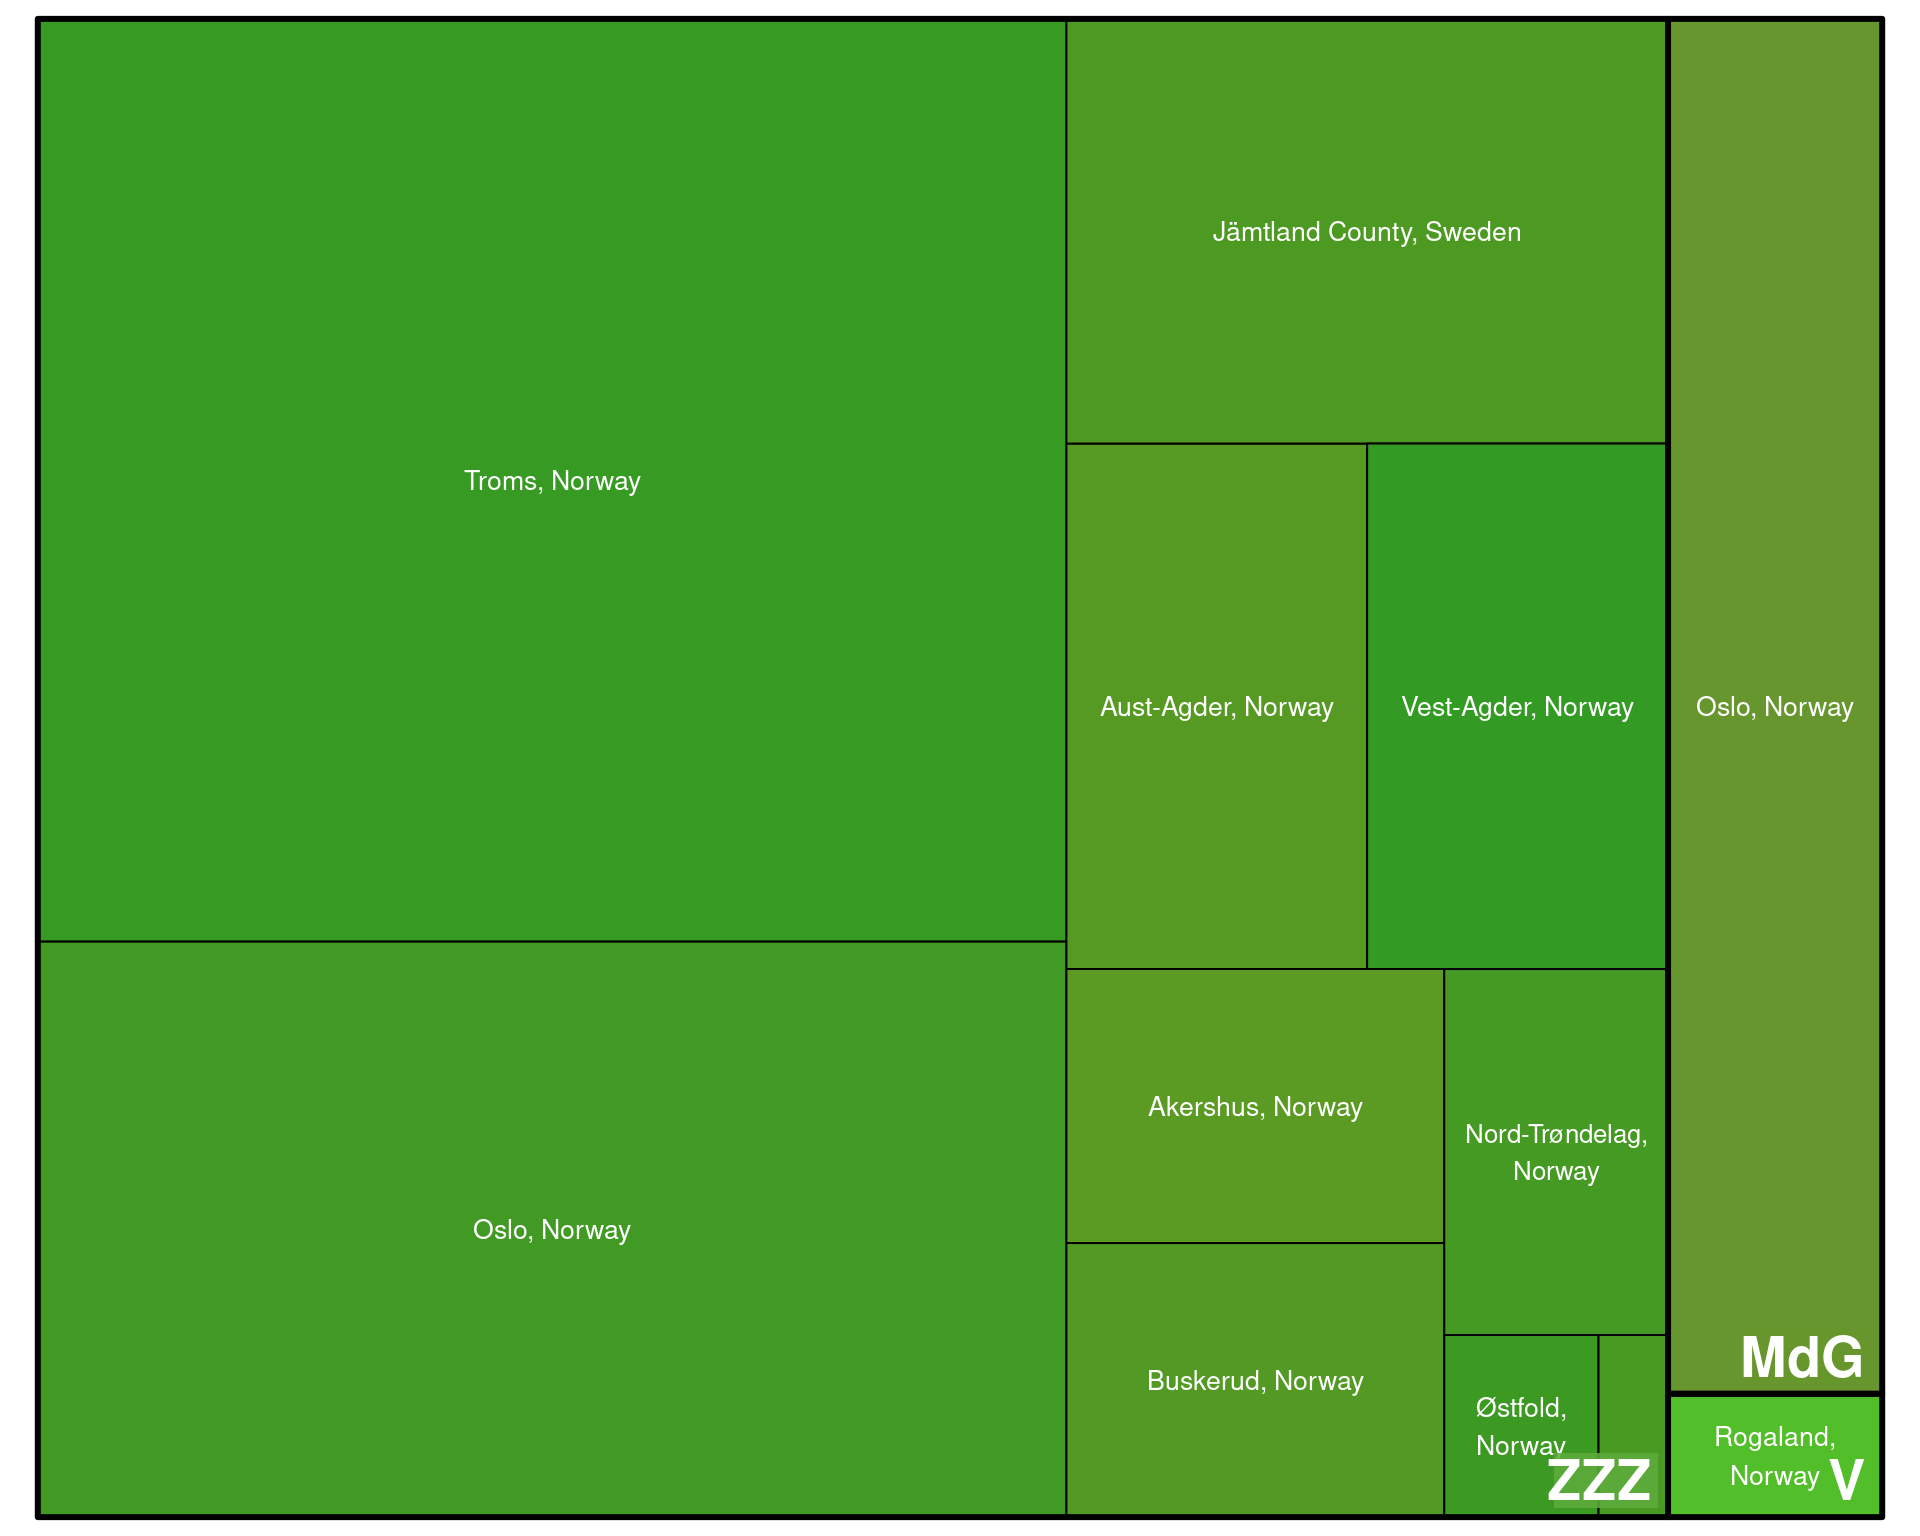 Troms, Norway
Oslo, Norway
Jämtland County, Sweden
Aust-Agder, Norway
Vest-Agder, Norway
Akershus, Norway
Buskerud, Norway
Nord-Trøndelag,
Norway
Østfold,
Norway
ZZZ
Oslo, Norway
MdG
Rogaland,
Norway
V